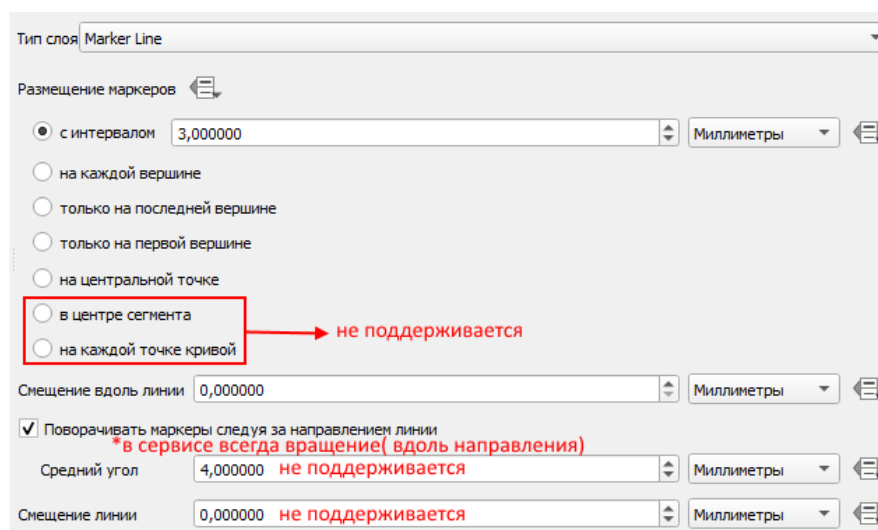 Тип слоя Marker Line
Размещение маркеров
с интервалом 3,000000 Миллиметры
на каждой вершине
только на последней вершине
только на первой вершине
на центральной точке
в центре сегмента
не поддерживается
на каждой точке кривой
Смещение вдоль линии 0,000000 Миллиметры
Поворачивать маркеры следуя за направлением линии
*в сервисе всегда вращение( вдоль направления)
Средний угол 4,000000 не поддерживается Миллиметры
Смещение линии 0,000000 не поддерживается Миллиметры